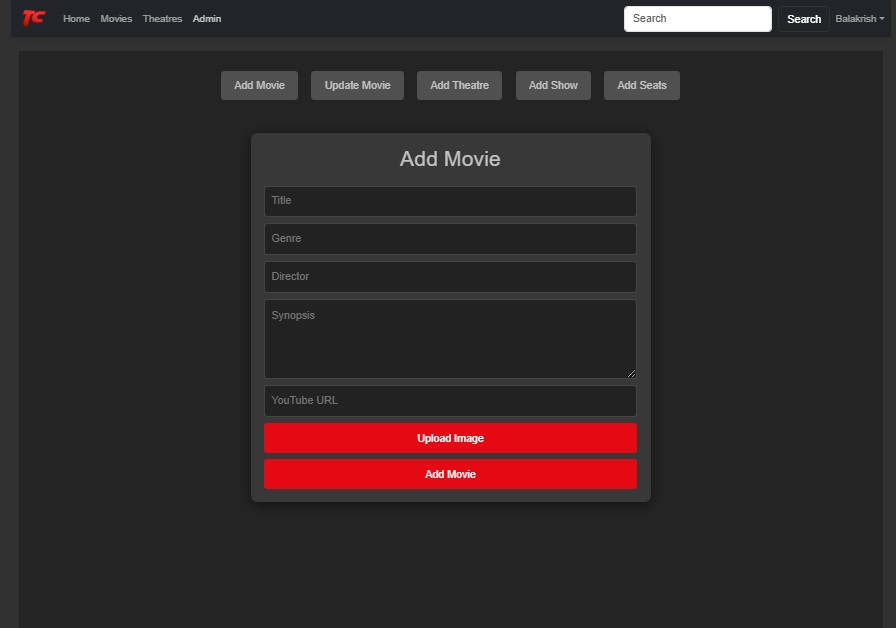 TC Home Movies Theatres Admin Search Search Balakrish
Add Movie Update Movie Add Theatre Add Show Add Seats
Add Movie
Title
Genre
Director
Synopsis
YouTube URL
Upload Image
Add Movie